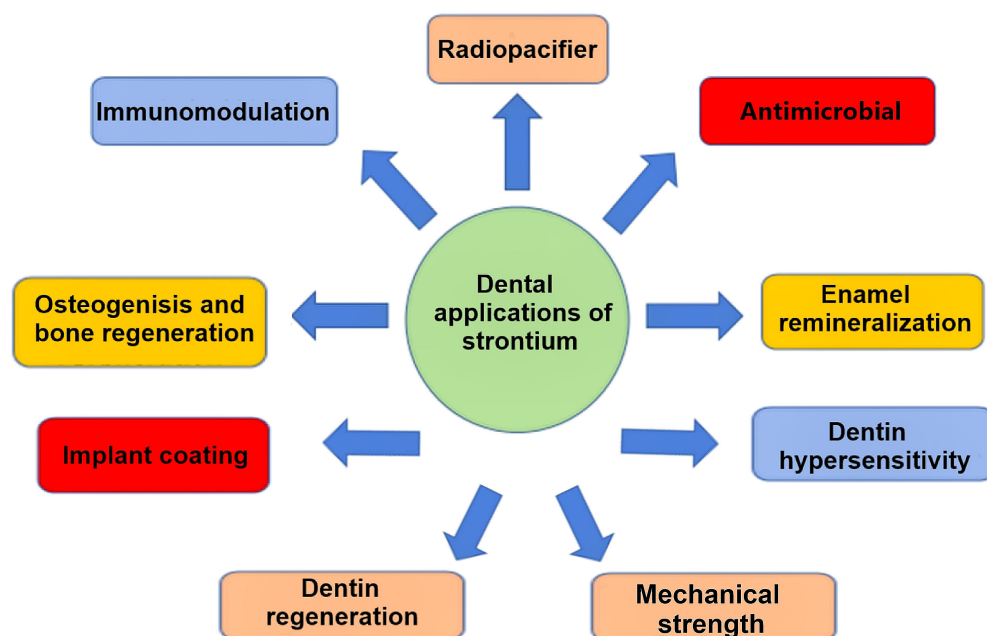 Radiopacifier
Immunomodulation
Antimicrobial
Dental
applications of
strontium
Osteogenisis and
bone regeneration
Enamel
remineralization
Implant coating
Dentin
hypersensitivity
Dentin
regeneration
Mechanical
strength